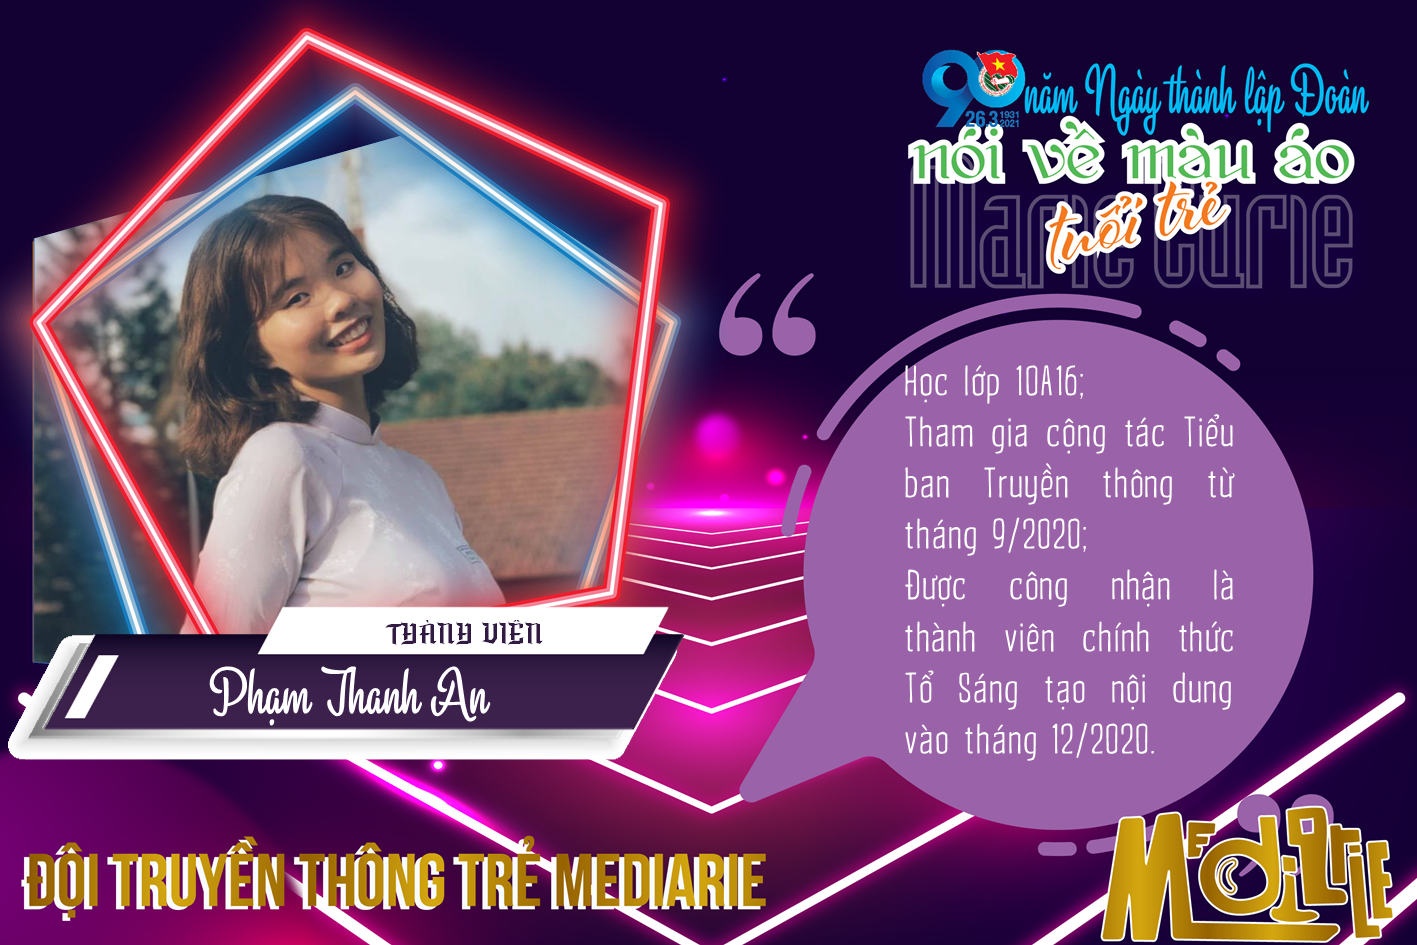 90 năm Ngày thành lập Đoàn
26.3 1931 2021
nói về màu áo
tuổi trẻ
Marie Curie
Học lớp 10A16;
Tham gia cộng tác Tiểu
ban Truyền thông từ
tháng 9/2020;
Được công nhận là
thành viên chính thức
Tổ Sáng tạo nội dung
vào tháng 12/2020.
THÀNH VIÊN
Phạm Thanh An
ĐỘI TRUYỀN THÔNG TRẺ MEDIARIE
MEDIARIE